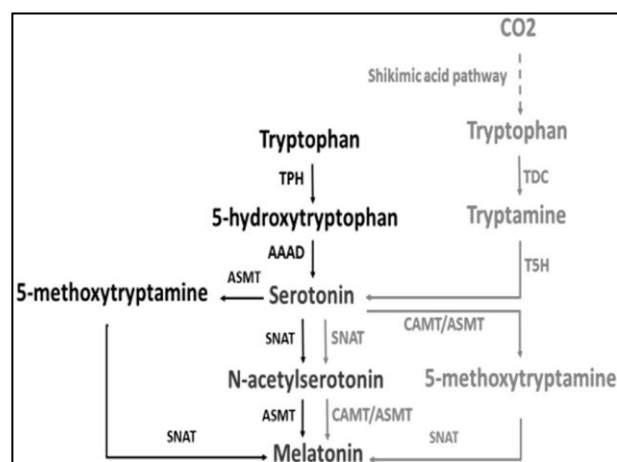 CO2
Shikimic acid pathway
Tryptophan
Tryptophan
TPH
TDC
5-hydroxytryptophan
Tryptamine
AAAD
T5H
ASMT
5-methoxytryptamine
Serotonin
CAMT/ASMT
SNAT
SNAT
N-acetylserotonin
5-methoxytryptamine
ASMT
CAMT/ASMT
SNAT
SNAT
Melatonin